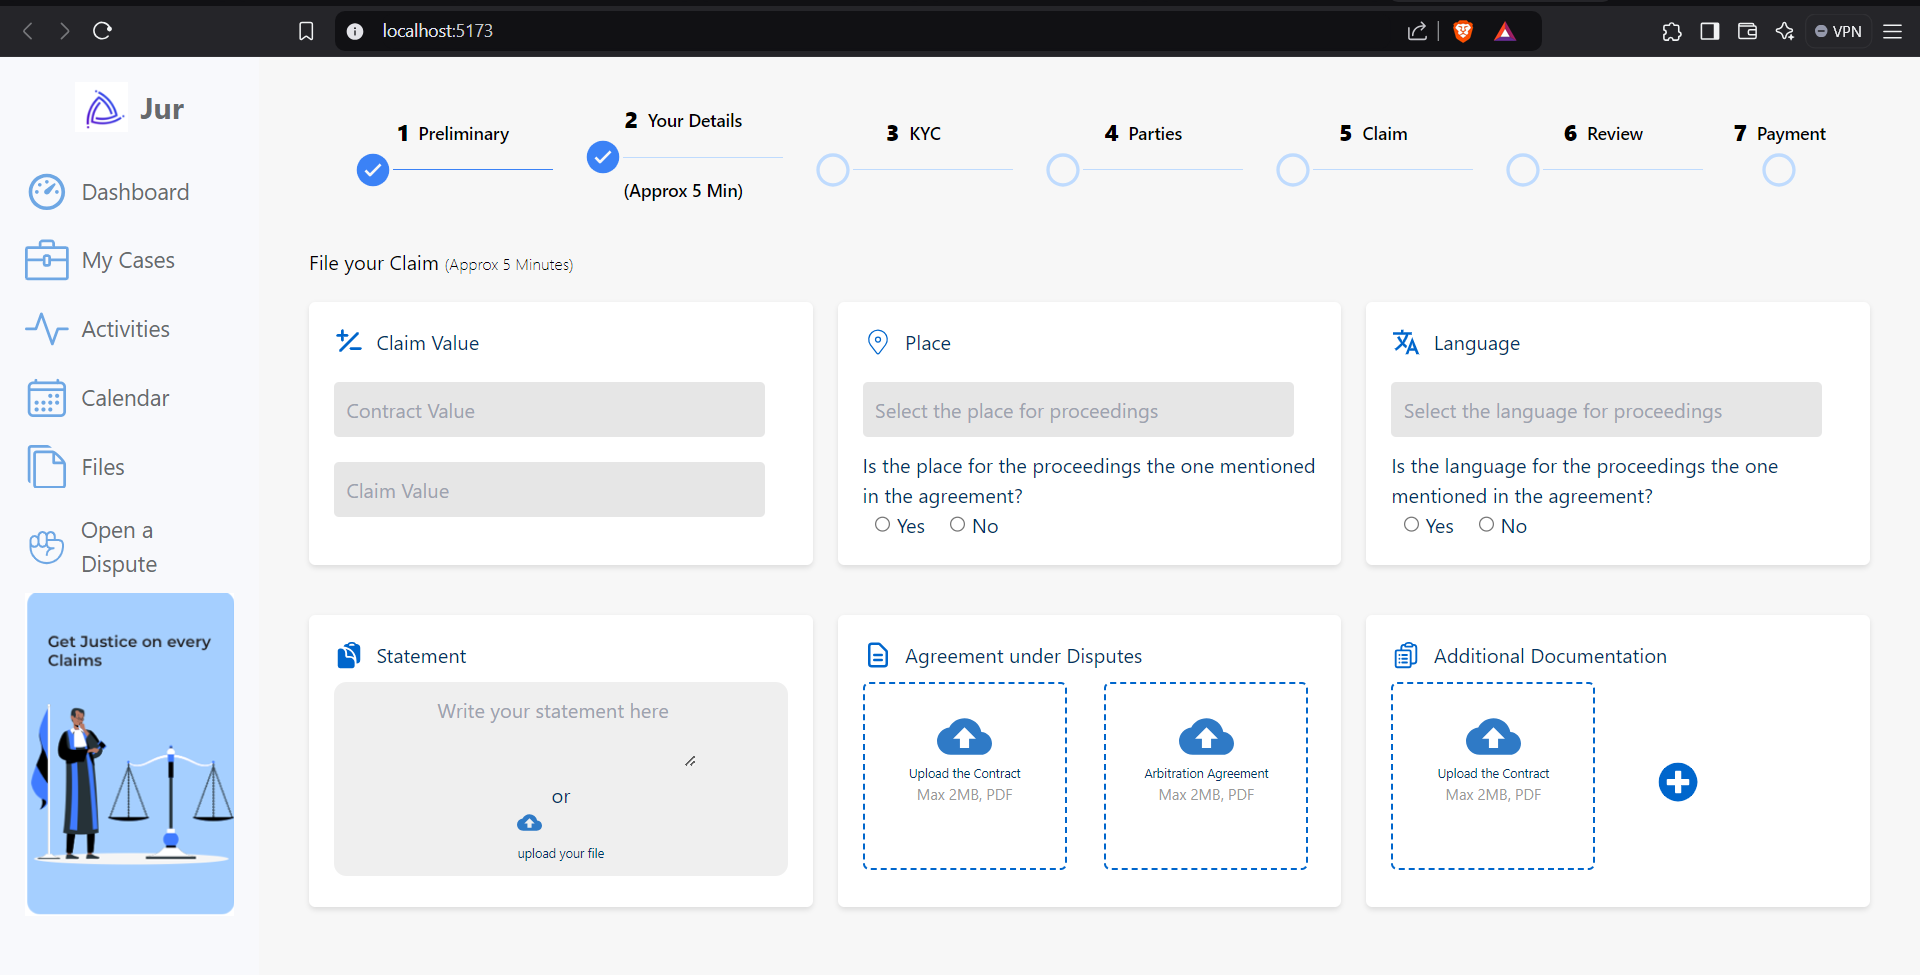 localhost:5173
VPN
Jur
Dashboard
My Cases
Activities
Calendar
Files
Open a
Dispute
Get Justice on every
Claims
1 Preliminary
2 Your Details
(Approx 5 Min)
3 KYC
4 Parties
5 Claim
6 Review
7 Payment
File your Claim (Approx 5 Minutes)
Claim Value
Contract Value
Claim Value
Place
Select the place for proceedings
Is the place for the proceedings the one mentioned
in the agreement?
Yes No
Language
Select the language for proceedings
Is the language for the proceedings the one
mentioned in the agreement?
Yes No
Statement
Write your statement here
or
upload your file
Agreement under Disputes
Upload the Contract
Max 2MB, PDF
Arbitration Agreement
Max 2MB, PDF
Additional Documentation
Upload the Contract
Max 2MB, PDF